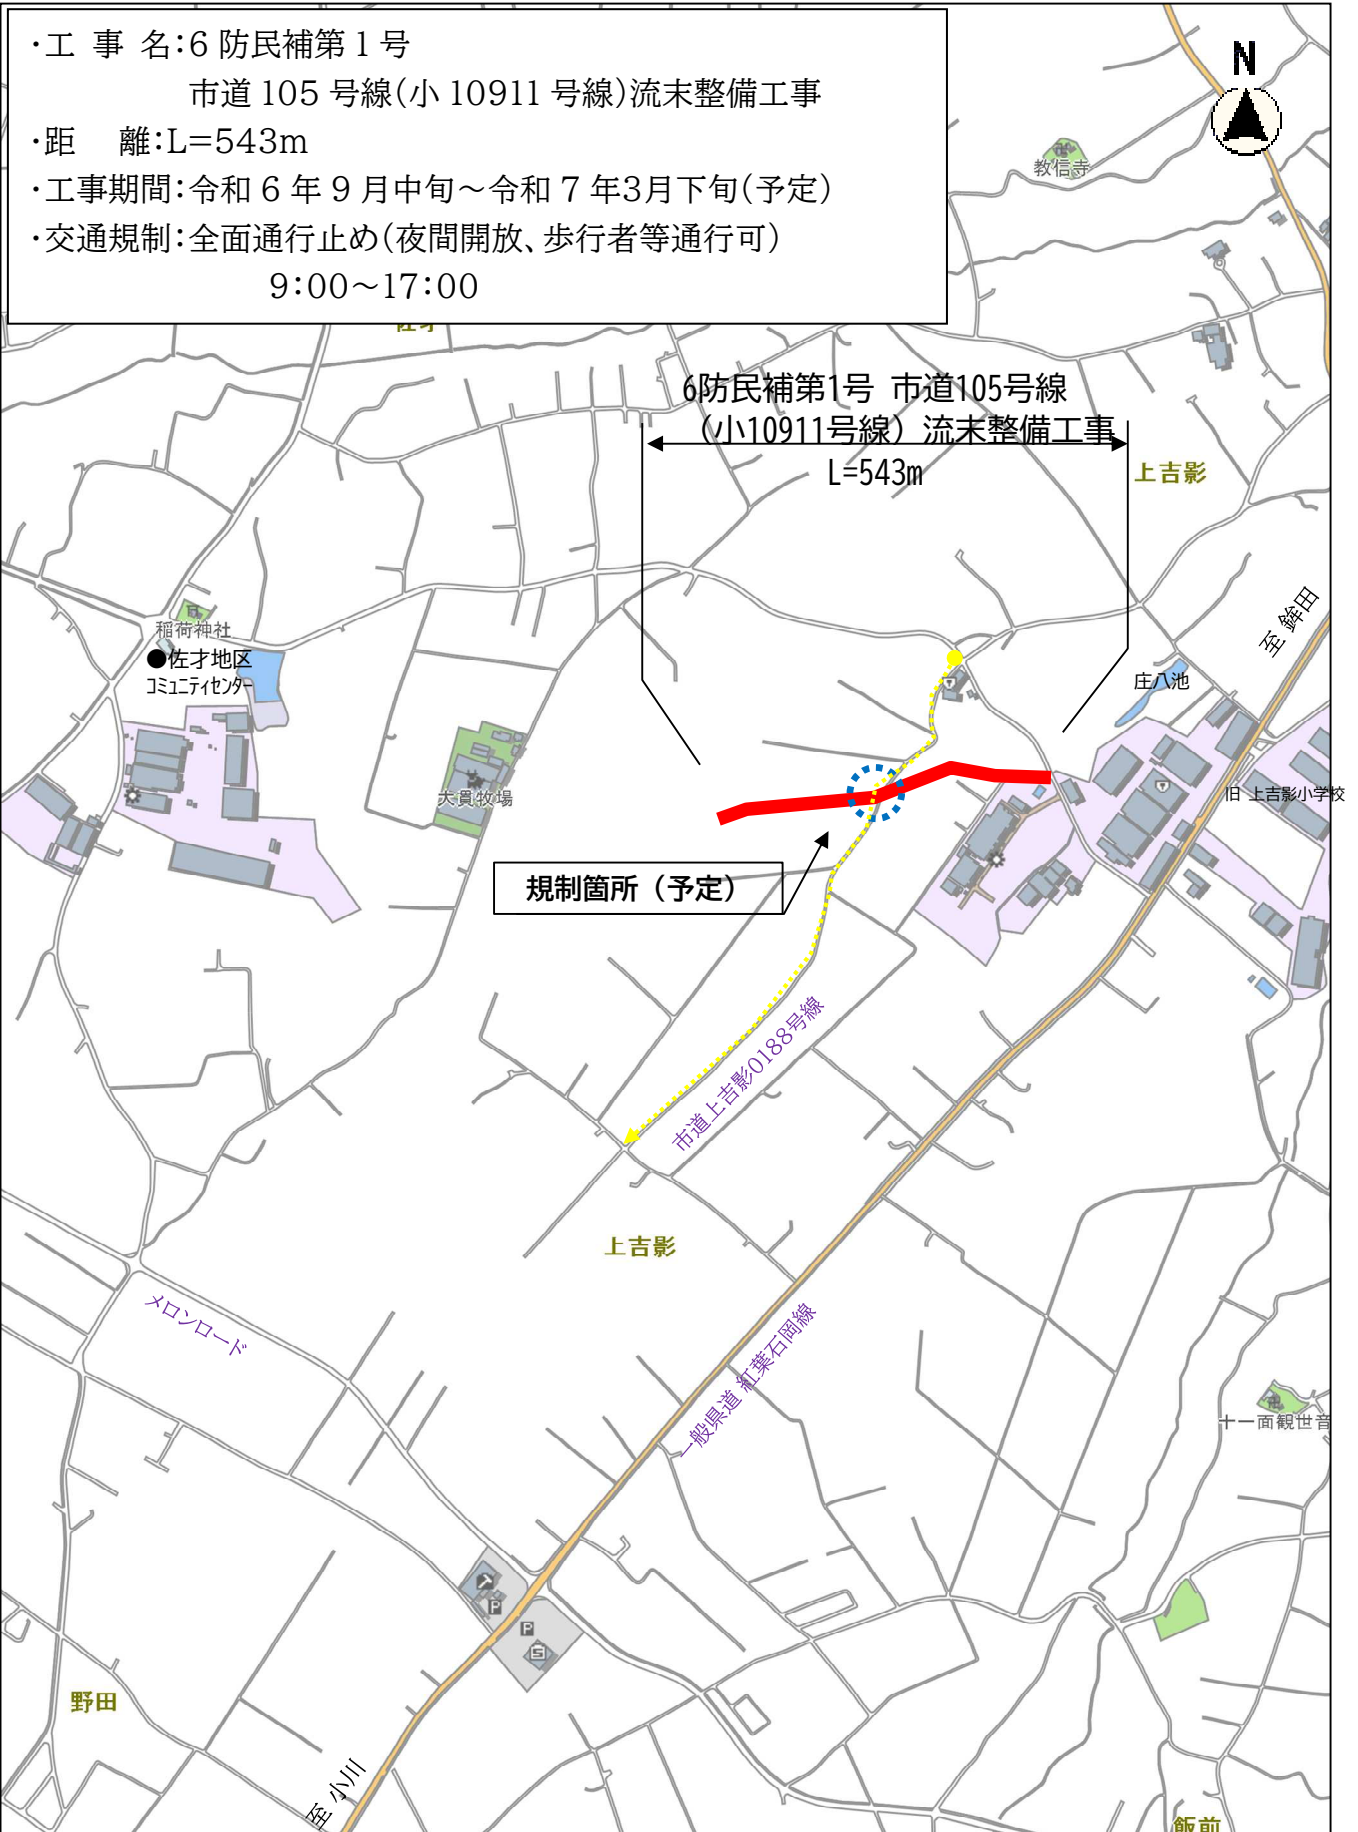 ・工 事 名:6 防民補第 1 号
市道 105 号線(小 10911 号線)流末整備工事
・距 離:L=543m
・工事期間:令和 6 年 9 月中旬～令和 7 年3月下旬(予定)
・交通規制:全面通行止め(夜間開放、歩行者等通行可)
9:00～17:00
N
教信寺
6防民補第1号 市道105号線
(小10911号線)流末整備工事
L=543m
上吉影
至 鉾田
稲荷神社
●佐才地区
コミュニティセンター
庄八池
大貫牧場
旧 上吉影小学校
規制箇所(予定)
市道上吉影0188号線
上吉影
メロンロード
一般県道 紅葉石岡線
十一面観世音
P
P
S
野田
至 小川
飯前